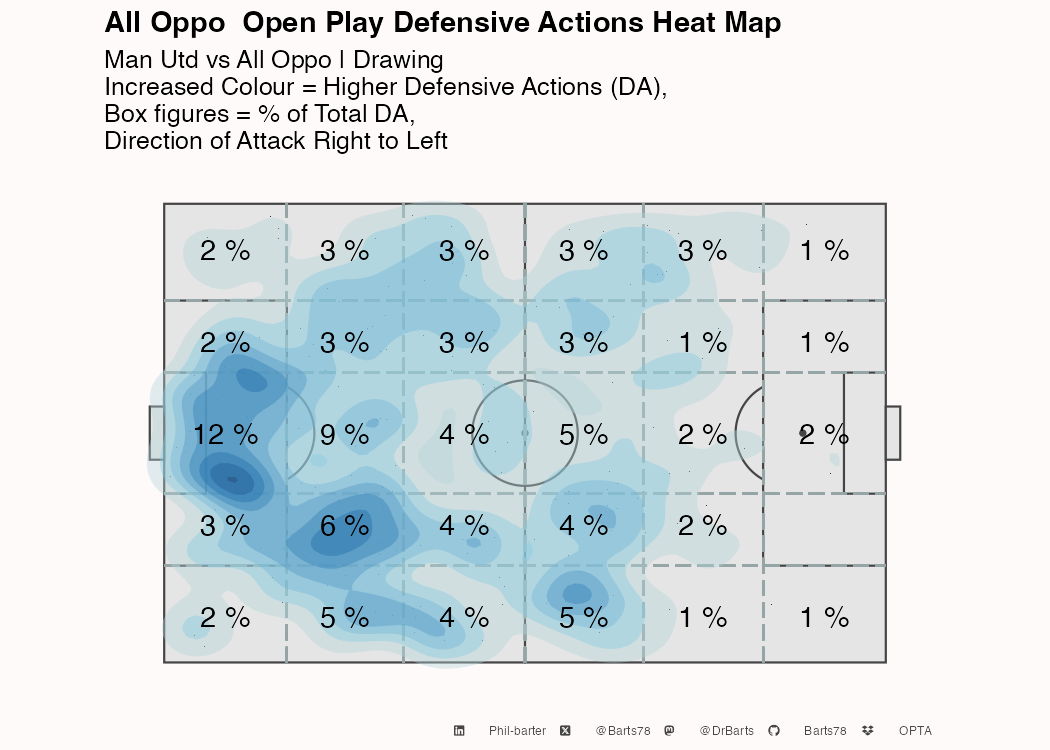 All Oppo  Open Play Defensive Actions Heat Map
Man Utd vs All Oppo | Drawing
Increased Colour = Higher Defensive Actions (DA),
Box figures = % of Total DA,
Direction of Attack Right to Left
2 % 3 % 3 % 3 % 3 % 1 %
2 % 3 % 3 % 3 % 1 % 1 %
12 % 9 % 4 % 5 % 2 % 2 %
3 % 6 % 4 % 4 % 2 %
2 % 5 % 4 % 5 % 1 % 1 %
Phil-barter @Barts78 @DrBarts Barts78 OPTA